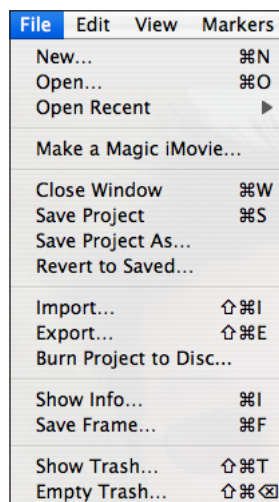 File Edit View Markers
New... ⌘N
Open... ⌘O
Open Recent ▶
Make a Magic iMovie...
Close Window ⌘W
Save Project ⌘S
Save Project As...
Revert to Saved...
Import... ⇧⌘I
Export... ⇧⌘E
Burn Project to Disc...
Show Info... ⌘I
Save Frame... ⌘F
Show Trash... ⇧⌘T
Empty Trash... ⇧⌘⌫